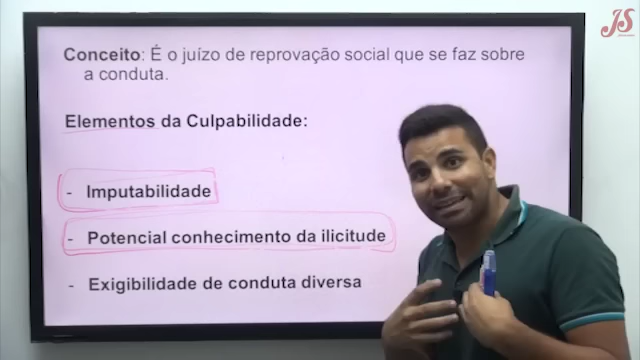 JS
Conceito: É o juízo de reprovação social que se faz sobre
a conduta.
Elementos da Culpabilidade:
- Imputabilidade
- Potencial conhecimento da ilicitude
- Exigibilidade de conduta diversa